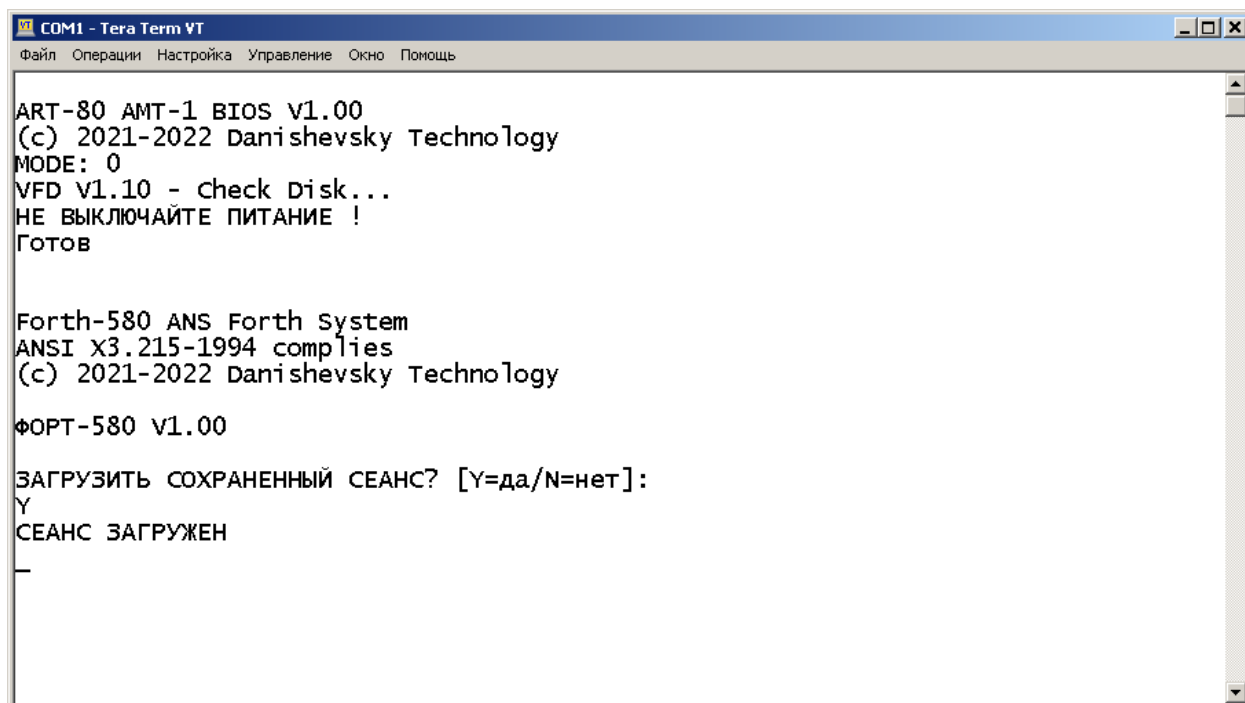 COM1 - Tera Term VT
Файл Операции Настройка Управление Окно Помощь
ART-80 AMT-1 BIOS V1.00
(c) 2021-2022 Danishevsky Technology
MODE: 0
VFD V1.10 - Check Disk...
НЕ ВЫКЛЮЧАЙТЕ ПИТАНИЕ !
Готов
Forth-580 ANS Forth System
ANSI X3.215-1994 complies
(c) 2021-2022 Danishevsky Technology
ФОРТ-580 V1.00
ЗАГРУЗИТЬ СОХРАНЕННЫЙ СЕАНС? [Y=да/N=нет]:
Y
СЕАНС ЗАГРУЖЕН
_